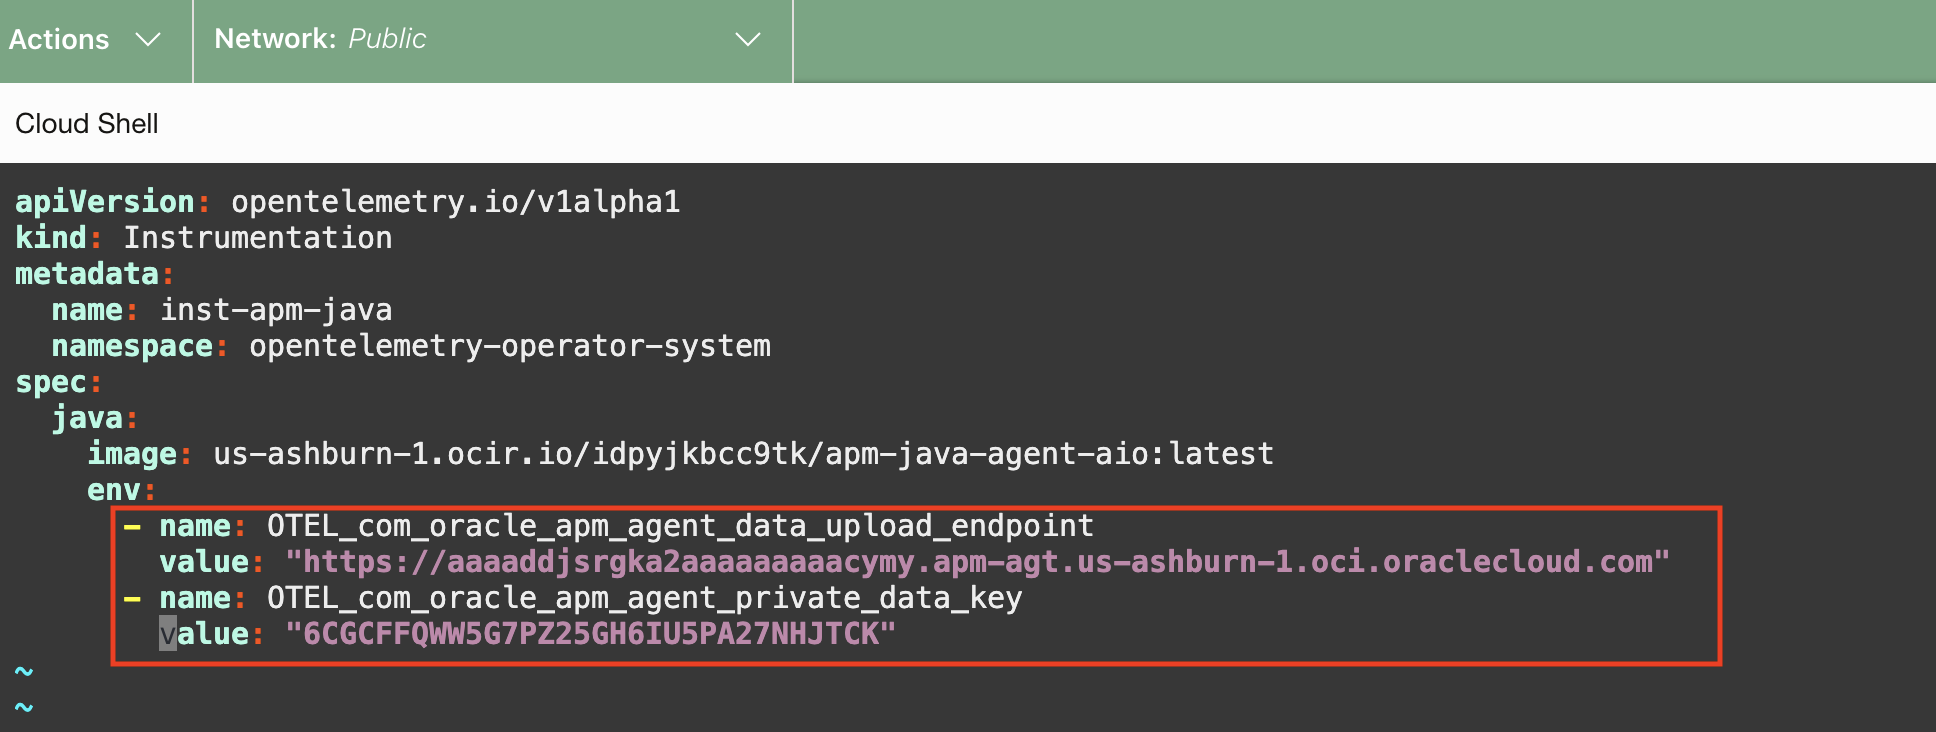 Actions
Network: Public
Cloud Shell
apiVersion: opentelemetry.io/v1alpha1
kind: Instrumentation
metadata:
  name: inst-apm-java
  namespace: opentelemetry-operator-system
spec:
  java:
    image: us-ashburn-1.ocir.io/idpyjkbcc9tk/apm-java-agent-aio:latest
    env:
      - name: OTEL_com_oracle_apm_agent_data_upload_endpoint
        value: "https://aaaaddjsrgka2aaaaaaaaacymy.apm-agt.us-ashburn-1.oci.oraclecloud.com"
      - name: OTEL_com_oracle_apm_agent_private_data_key
        value: "6CGCFFQWW5G7PZ25GH6IU5PA27NHJTCK"
~
~